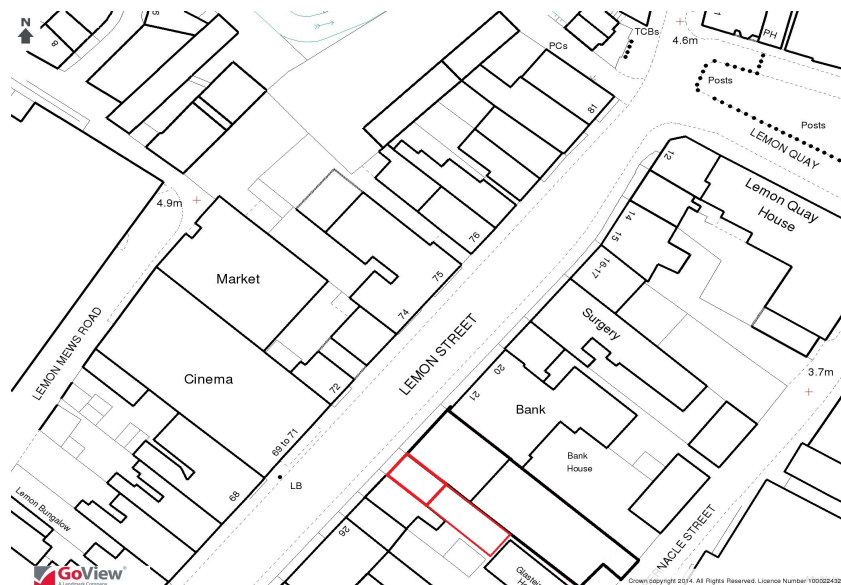 N
8
S
PCs
TCBs
4.6m
PH
Posts
Posts
81
LEMON QUAY
12
Lemon Quay
House
4.9m
14
15
76
16-17
75
Market
74
Surgery
LEMON MEWS ROAD
LEMON STREET
72
Cinema
20
21
Bank
3.7m
69 to 71
Bank
House
LB
68
26
Lemon Bungalow
NACLE STREET
GoView
A Landmark Company
Crown copyright 2014. All Rights Reserved. Licence Number 100022432